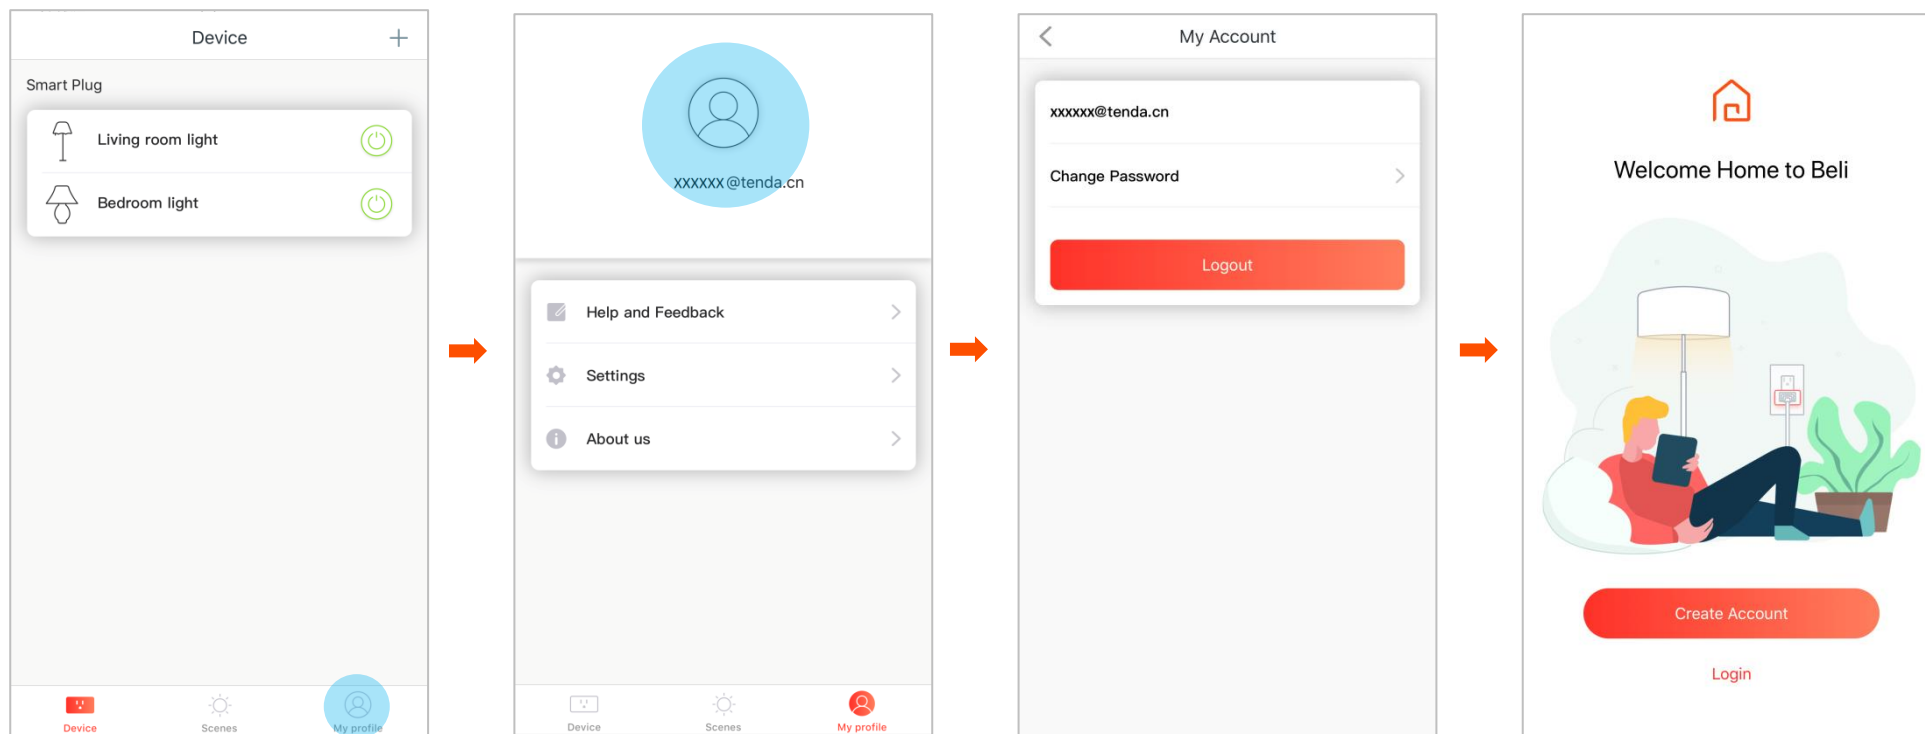 Device
Smart Plug
Living room light
Bedroom light
Device
Scenes
My profile
xxxxxx@tenda.cn
Help and Feedback
Settings
About us
Device
Scenes
My profile
My Account
xxxxxx@tenda.cn
Change Password
Logout
Welcome Home to Beli
Create Account
Login